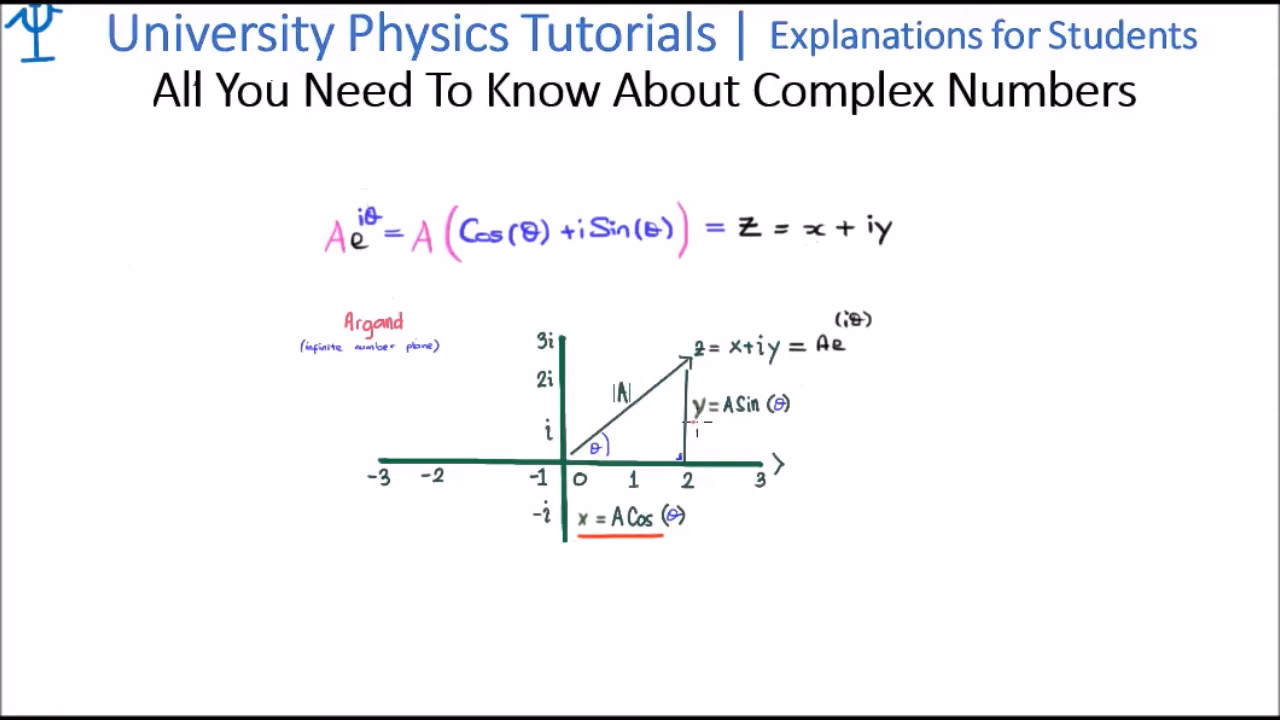 University Physics Tutorials | Explanations for Students
All You Need To Know About Complex Numbers
Ae^{iθ} = A(Cos(θ) + i Sin(θ)) = z = x + iy
Argand
(infinite number plane)
3i
2i
i
-i
z = x+iy = Ae^{(iθ)}
|A|
y = A Sin (θ)
θ
-3 -2 -1 0 1 2 3
x = A Cos (θ)